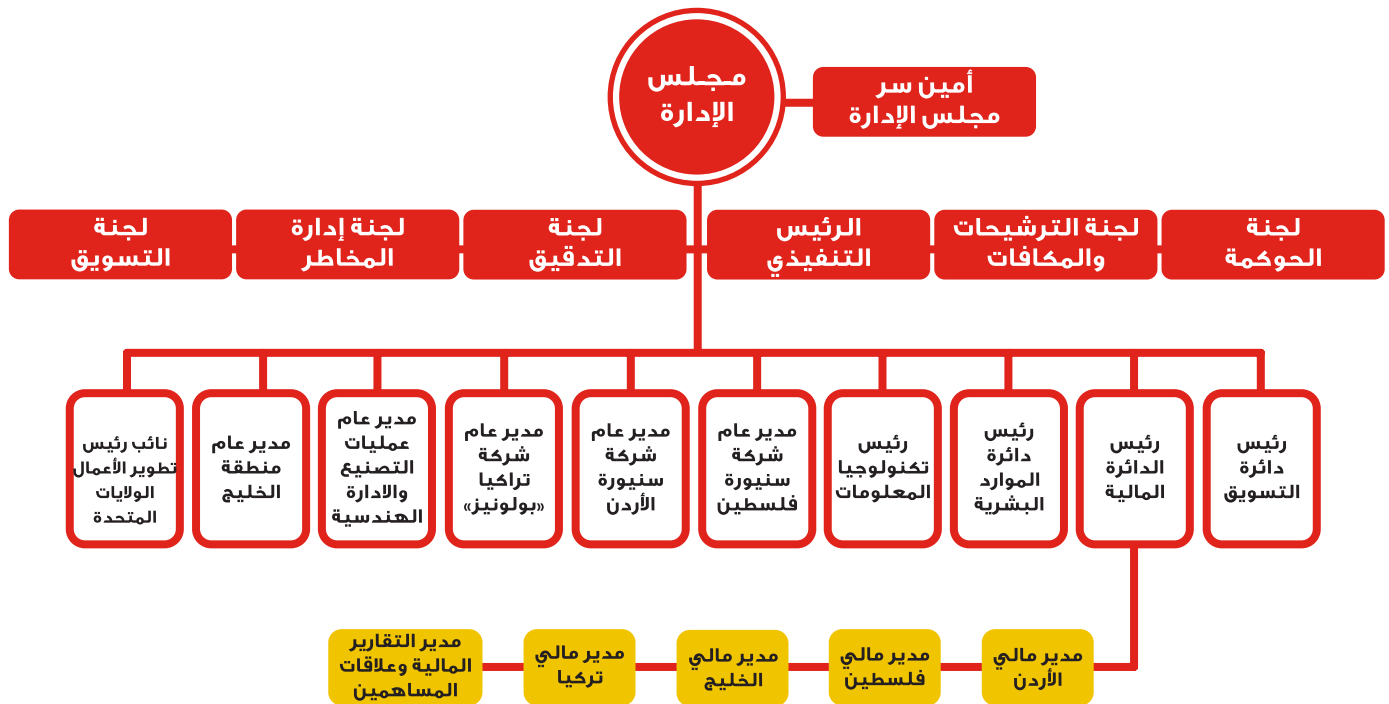 مجلس
الإدارة
أمين سر
مجلس الإدارة
لجنة
الحوكمة
لجنة الترشيحات
والمكافات
الرئيس
التنفيذي
لجنة
التدقيق
لجنة إدارة
المخاطر
لجنة
التسويق
رئيس
دائرة
التسويق
رئيس
الدائرة
المالية
رئيس
دائرة
الموارد
البشرية
رئيس
تكنولوجيا
المعلومات
مدير عام
شركة
سنيورة
فلسطين
مدير عام
شركة
سنيورة
الأردن
مدير عام
شركة
تراكيا
«بولونيز»
مدير عام
عمليات
التصنيع
والادارة
الهندسية
مدير عام
منطقة
الخليج
نائب رئيس
تطوير الأعمال
الولايات
المتحدة
مدير مالي
الأردن
مدير مالي
فلسطين
مدير مالي
الخليج
مدير مالي
تركيا
مدير التقارير
المالية وعلاقات
المساهمين